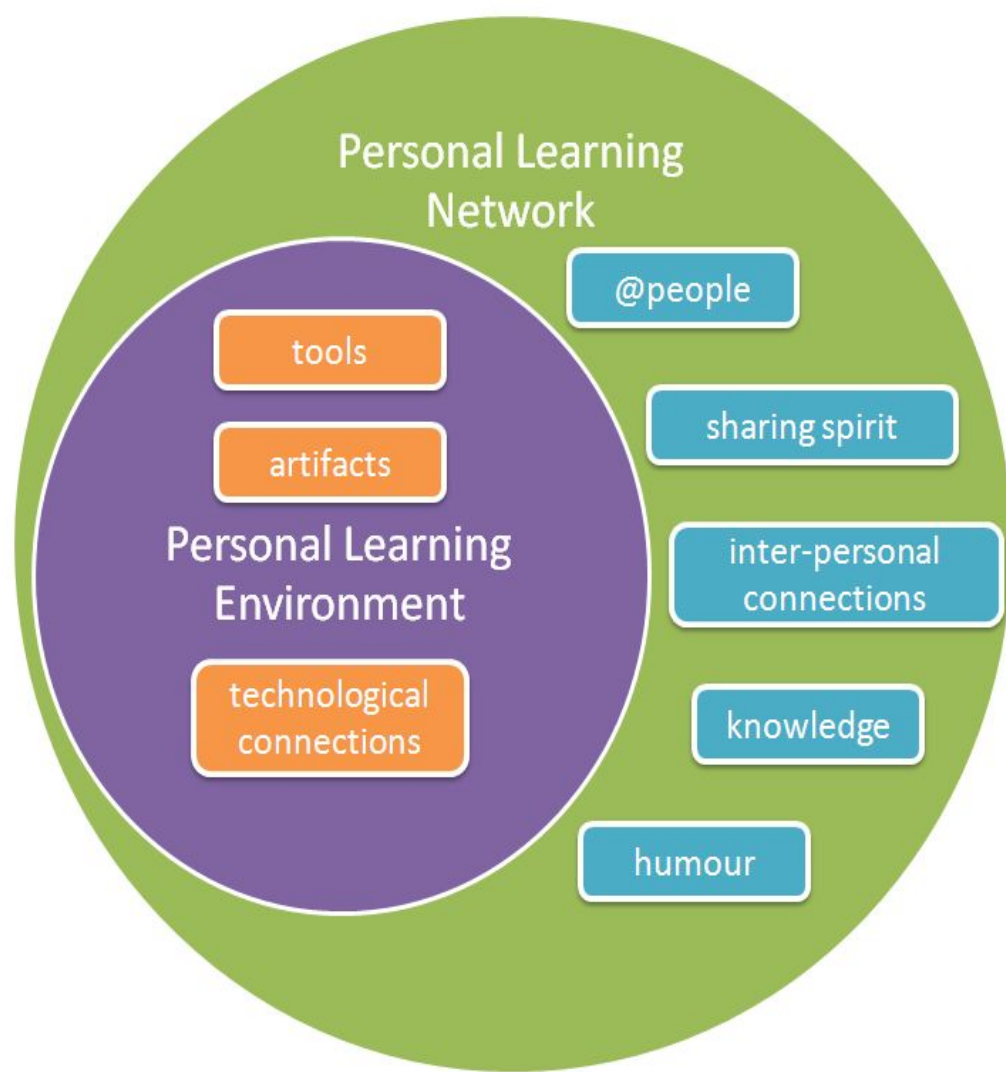 Personal Learning
Network
@people
sharing spirit
inter-personal
connections
knowledge
humour
tools
artifacts
Personal Learning
Environment
technological
connections